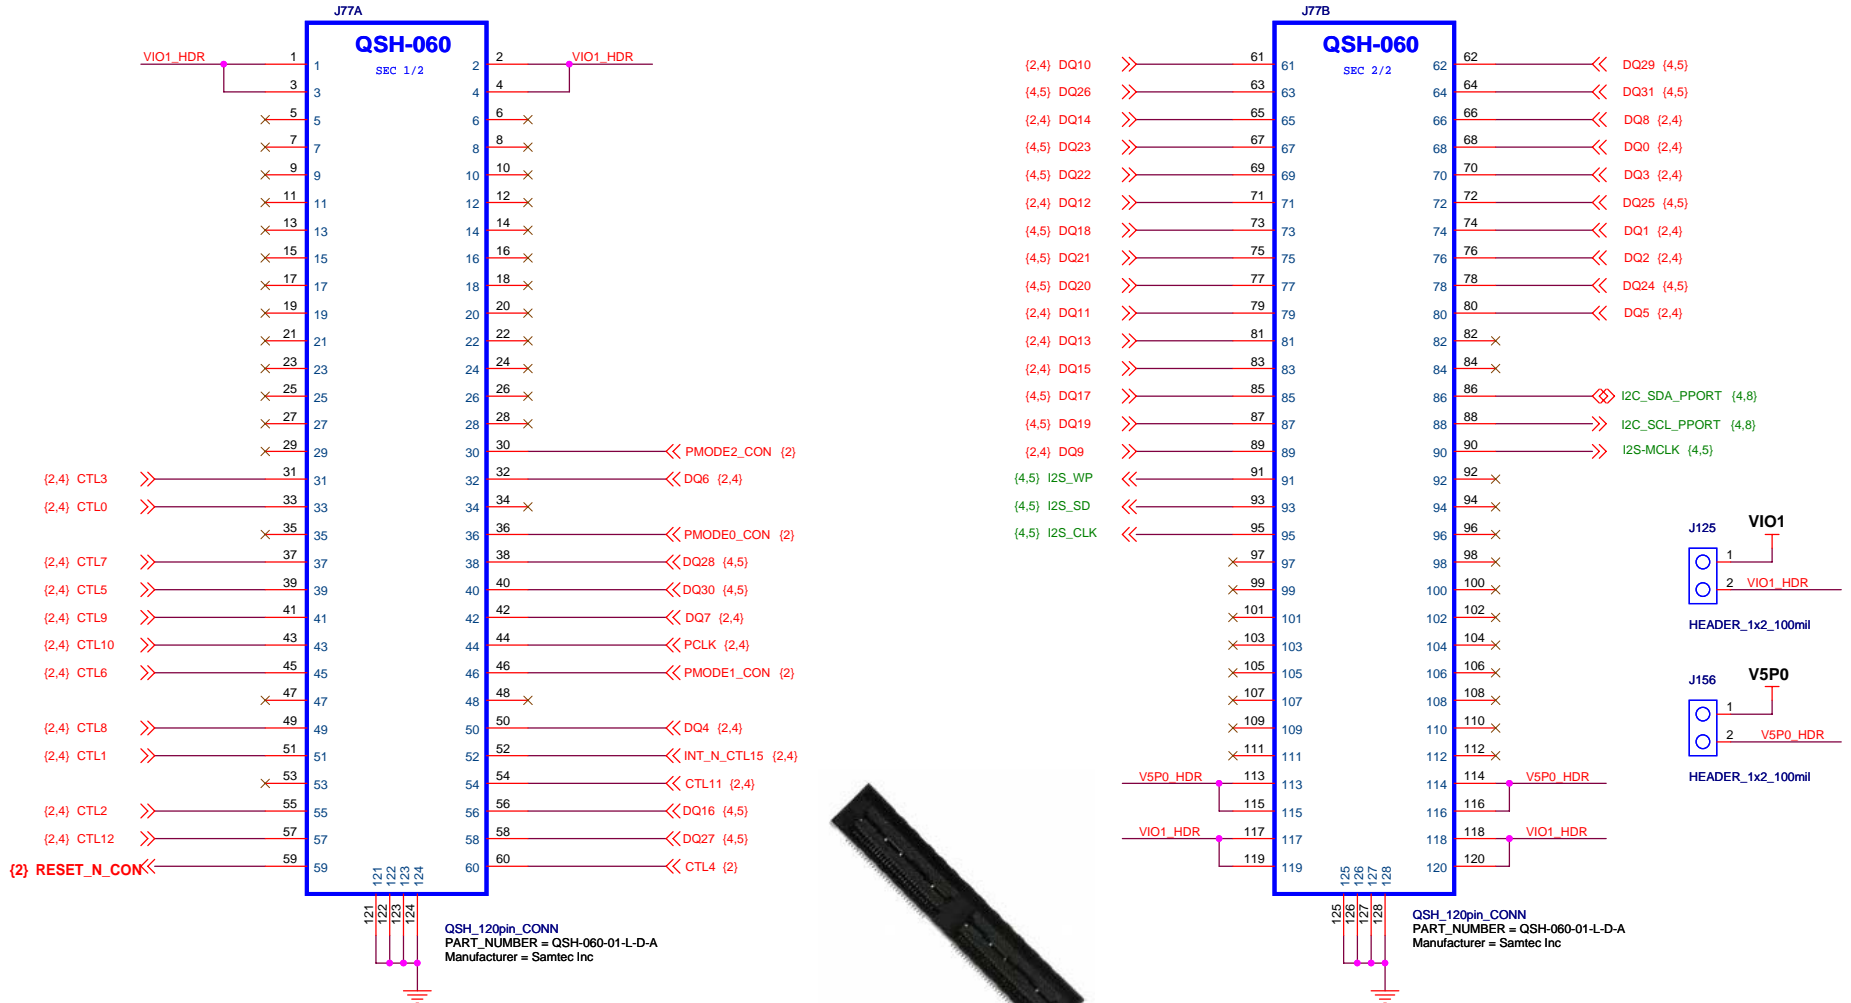 J77A
QSH-060
SEC 1/2
VIO1_HDR 1 1 2 2 VIO1_HDR
3 3 4 4
5 5 6 6
7 7 8 8
9 9 10 10
11 11 12 12
13 13 14 14
15 15 16 16
17 17 18 18
19 19 20 20
21 21 22 22
23 23 24 24
25 25 26 26
27 27 28 28
29 29 30 30 PMODE2_CON {2}
{2,4} CTL3 31 31 32 32 DQ6 {2,4}
{2,4} CTL0 33 33 34 34
35 35 36 36 PMODE0_CON {2}
{2,4} CTL7 37 37 38 38 DQ28 {4,5}
{2,4} CTL5 39 39 40 40 DQ30 {4,5}
{2,4} CTL9 41 41 42 42 DQ7 {2,4}
{2,4} CTL10 43 43 44 44 PCLK {2,4}
{2,4} CTL6 45 45 46 46 PMODE1_CON {2}
47 47 48 48
{2,4} CTL8 49 49 50 50 DQ4 {2,4}
{2,4} CTL1 51 51 52 52 INT_N_CTL15 {2,4}
53 53 54 54 CTL11 {2,4}
{2,4} CTL2 55 55 56 56 DQ16 {4,5}
{2,4} CTL12 57 57 58 58 DQ27 {4,5}
{2} RESET_N_CON 59 59 60 60 CTL4 {2}
121 122 123 124
121 122 123 124
QSH_120pin_CONN
PART_NUMBER = QSH-060-01-L-D-A
Manufacturer = Samtec Inc
J77B
QSH-060
SEC 2/2
{2,4} DQ10 61 61 62 62 DQ29 {4,5}
{4,5} DQ26 63 63 64 64 DQ31 {4,5}
{2,4} DQ14 65 65 66 66 DQ8 {2,4}
{4,5} DQ23 67 67 68 68 DQ0 {2,4}
{4,5} DQ22 69 69 70 70 DQ3 {2,4}
{2,4} DQ12 71 71 72 72 DQ25 {4,5}
{4,5} DQ18 73 73 74 74 DQ1 {2,4}
{4,5} DQ21 75 75 76 76 DQ2 {2,4}
{4,5} DQ20 77 77 78 78 DQ24 {4,5}
{2,4} DQ11 79 79 80 80 DQ5 {2,4}
{2,4} DQ13 81 81 82 82
{2,4} DQ15 83 83 84 84
{4,5} DQ17 85 85 86 86 I2C_SDA_PPORT {4,8}
{4,5} DQ19 87 87 88 88 I2C_SCL_PPORT {4,8}
{2,4} DQ9 89 89 90 90 I2S-MCLK {4,5}
{4,5} I2S_WP 91 91 92 92
{4,5} I2S_SD 93 93 94 94
{4,5} I2S_CLK 95 95 96 96
97 97 98 98
99 99 100 100
101 101 102 102
103 103 104 104
105 105 106 106
107 107 108 108
109 109 110 110
111 111 112 112
V5P0_HDR 113 113 114 114 V5P0_HDR
115 115 116 116
VIO1_HDR 117 117 118 118 VIO1_HDR
119 119 120 120
125 126 127 128
125 126 127 128
QSH_120pin_CONN
PART_NUMBER = QSH-060-01-L-D-A
Manufacturer = Samtec Inc
J125 VIO1
1
2 VIO1_HDR
HEADER_1x2_100mil
J156 V5P0
1
2 V5P0_HDR
HEADER_1x2_100mil